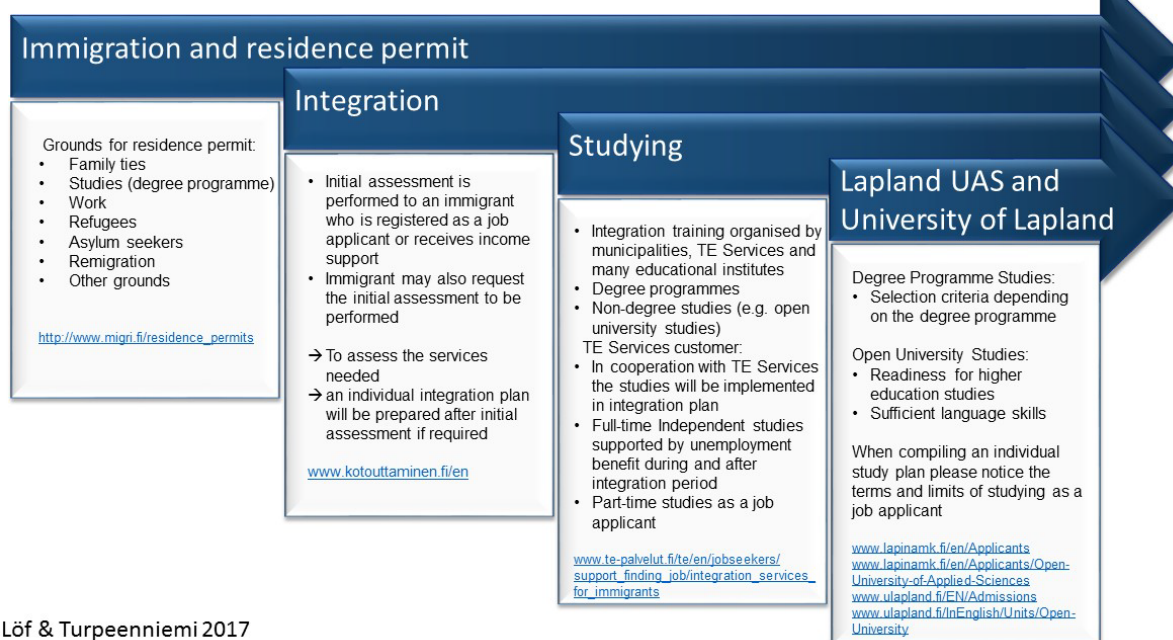 Immigration and residence permit
Grounds for residence permit:
• Family ties
• Studies (degree programme)
• Work
• Refugees
• Asylum seekers
• Remigration
• Other grounds
http://www.migri.fi/residence_permits
Integration
• Initial assessment is
performed to an immigrant
who is registered as a job
applicant or receives income
support
• Immigrant may also request
the initial assessment to be
performed
→ To assess the services
needed
→ an individual integration plan
will be prepared after initial
assessment if required
www.kotouttaminen.fi/en
Studying
• Integration training organised by
municipalities, TE Services and
many educational institutes
• Degree programmes
• Non-degree studies (e.g. open
university studies)
TE Services customer:
• In cooperation with TE Services
the studies will be implemented
in integration plan
• Full-time Independent studies
supported by unemployment
benefit during and after
integration period
• Part-time studies as a job
applicant
www.te-palvelut.fi/te/en/jobseekers/
support_finding_job/integration_services_
for_immigrants
Lapland UAS and
University of Lapland
Degree Programme Studies:
• Selection criteria depending
on the degree programme
Open University Studies:
• Readiness for higher
education studies
• Sufficient language skills
When compiling an individual
study plan please notice the
terms and limits of studying as a
job applicant
www.lapinamk.fi/en/Applicants
www.lapinamk.fi/en/Applicants/Open-
University-of-Applied-Sciences
www.ulapland.fi/EN/Admissions
www.ulapland.fi/InEnglish/Units/Open-
University
Löf & Turpeenniemi 2017